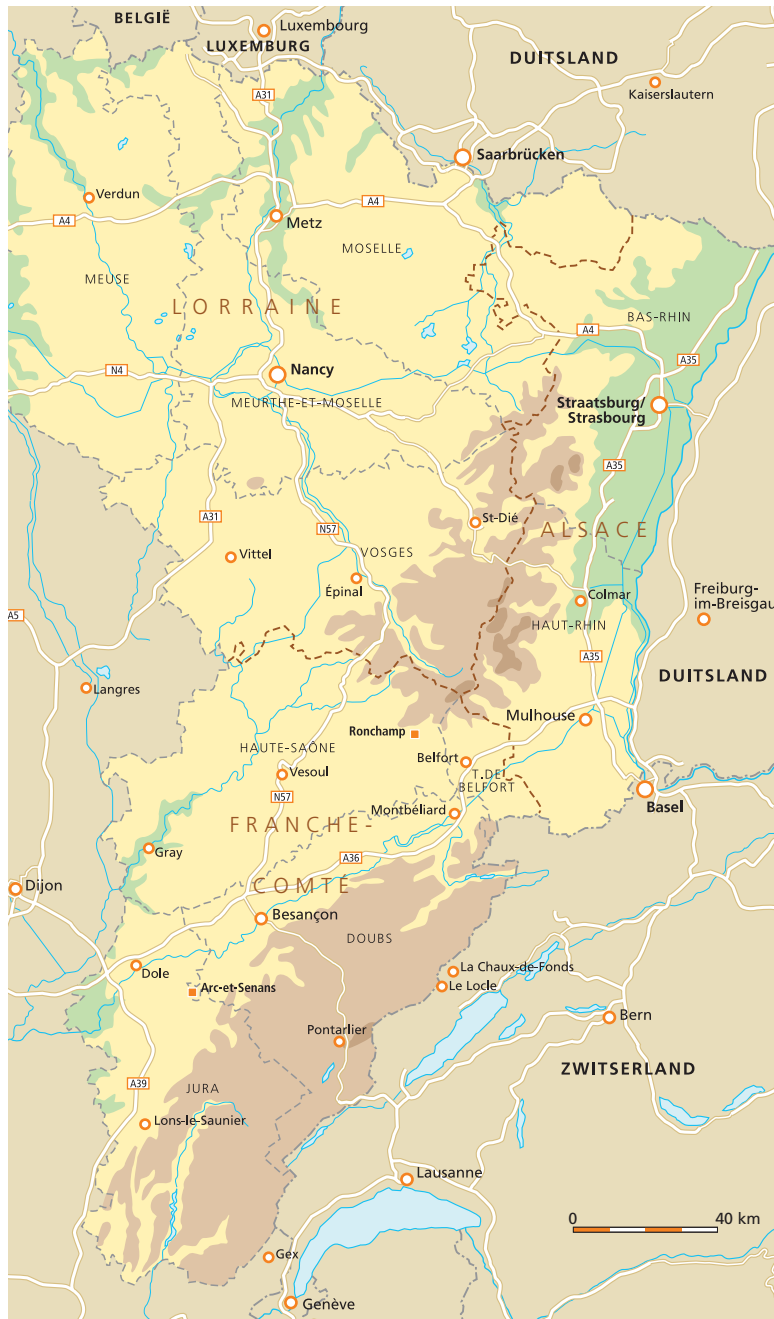 BELGIË
Luxembourg
LUXEMBURG
DUITSLAND
Kaiserslautern
A31
Saarbrücken
Verdun
A4
A4
Metz
MOSELLE
MEUSE
LORRAINE
BAS-RHIN
A4
A35
N4
Nancy
MEURTHE-ET-MOSELLE
Straatsburg/
Strasbourg
A35
A31
St-Dié
ALSACE
N57
Vittel
VOSGES
Épinal
Colmar
Freiburg-
im-Breisgau
A5
HAUT-RHIN
A35
DUITSLAND
Langres
Mulhouse
Ronchamp
HAUTE-SAÔNE
Belfort
Vesoul
T. DE
BELFORT
N57
Basel
Montbéliard
FRANCHE-
Gray
A36
COMTÉ
Dijon
Besançon
DOUBS
Dole
La Chaux-de-Fonds
Le Locle
Arc-et-Senans
Bern
Pontarlier
ZWITSERLAND
A39
JURA
Lons-le-Saunier
Lausanne
0 40 km
Gex
Genève